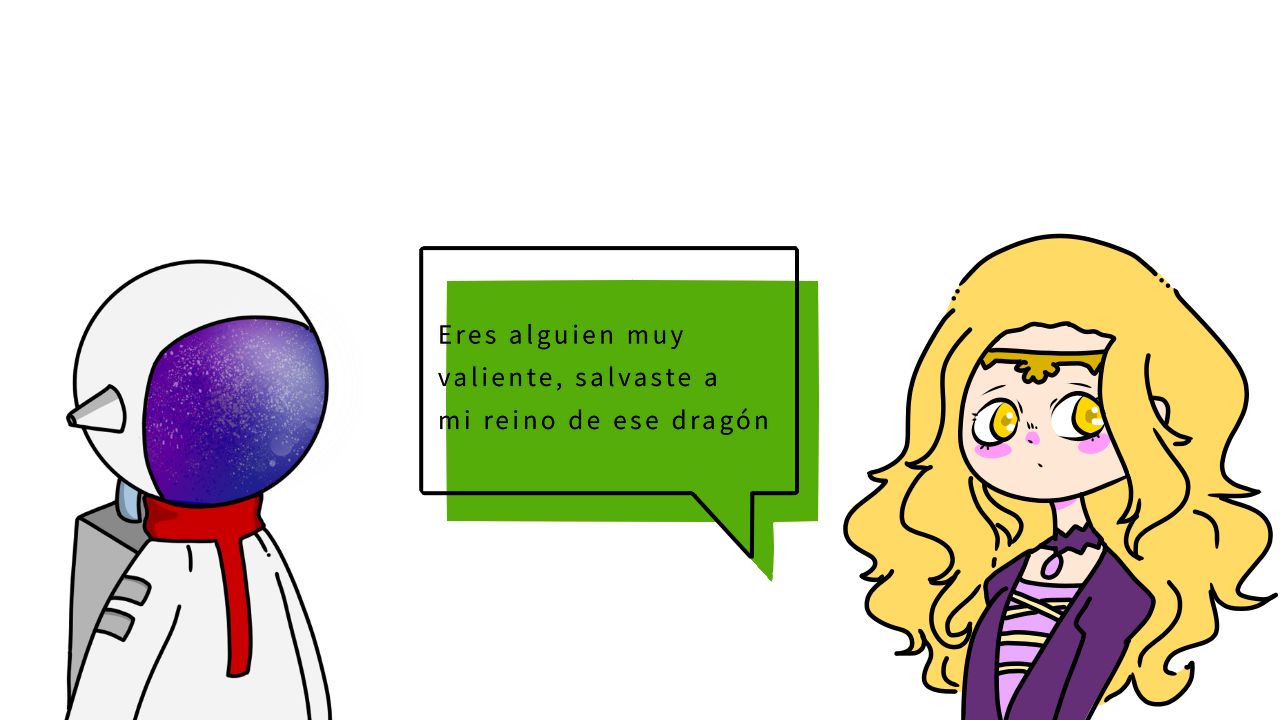 Eres alguien muy
valiente, salvaste a
mi reino de ese dragón